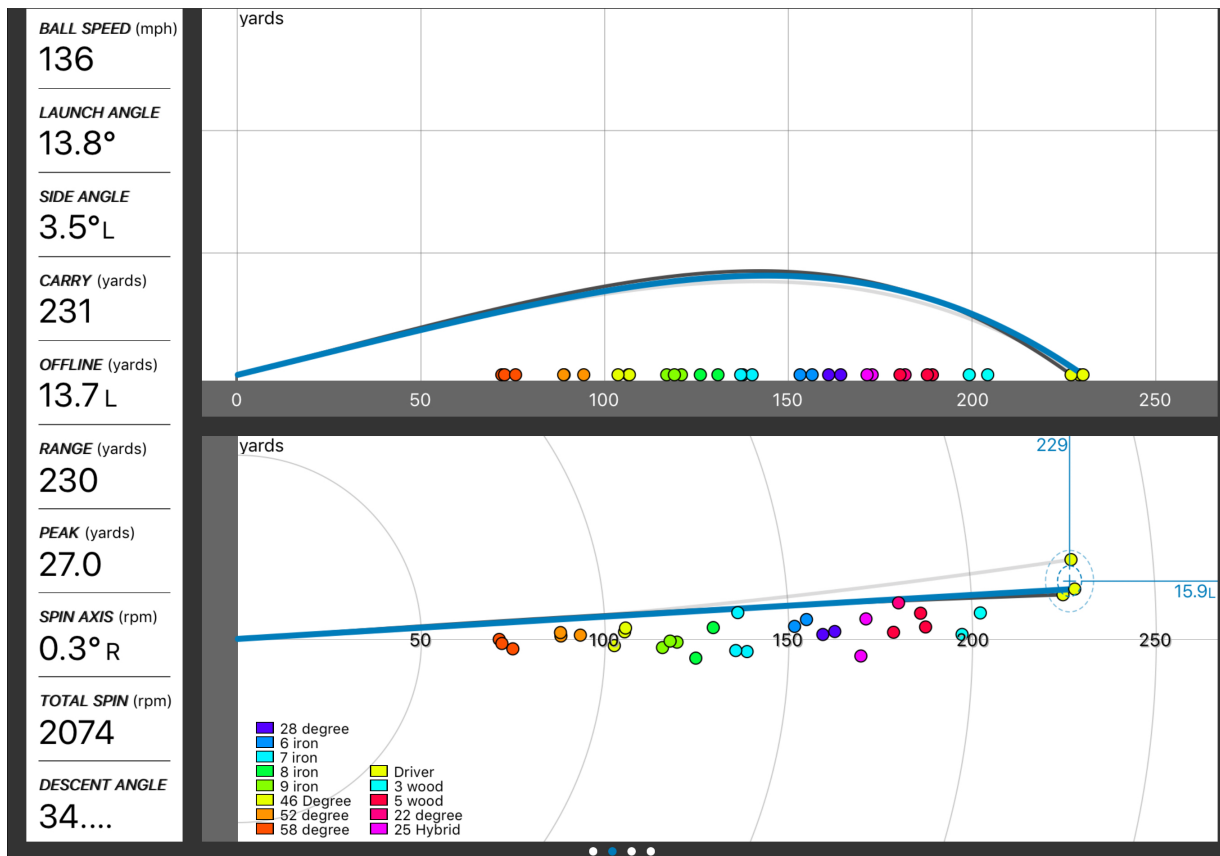 BALL SPEED (mph)
136
LAUNCH ANGLE
13.8°
SIDE ANGLE
3.5° L
CARRY (yards)
231
OFFLINE (yards)
13.7 L
RANGE (yards)
230
PEAK (yards)
27.0
SPIN AXIS (rpm)
0.3° R
TOTAL SPIN (rpm)
2074
DESCENT ANGLE
34....
yards
0 50 100 150 200 250
yards
229
15.9L
50 100 150 200 250
28 degree
6 iron
7 iron
8 iron
9 iron
46 Degree
52 degree
58 degree
Driver
3 wood
5 wood
22 degree
25 Hybrid